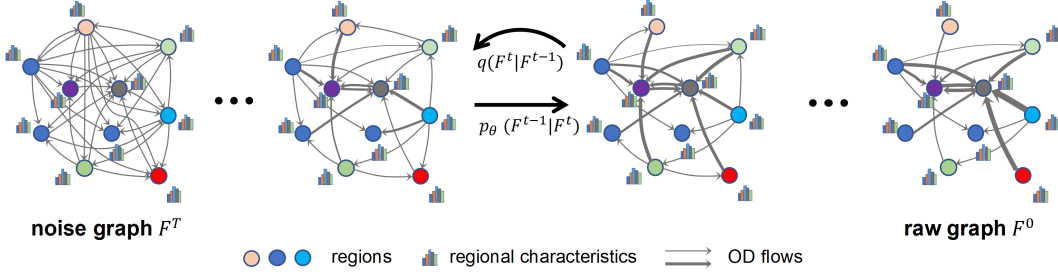 q(F^t|F^{t-1})
p_θ (F^{t-1}|F^t)
noise graph F^T
raw graph F^0
regions
regional characteristics
OD flows